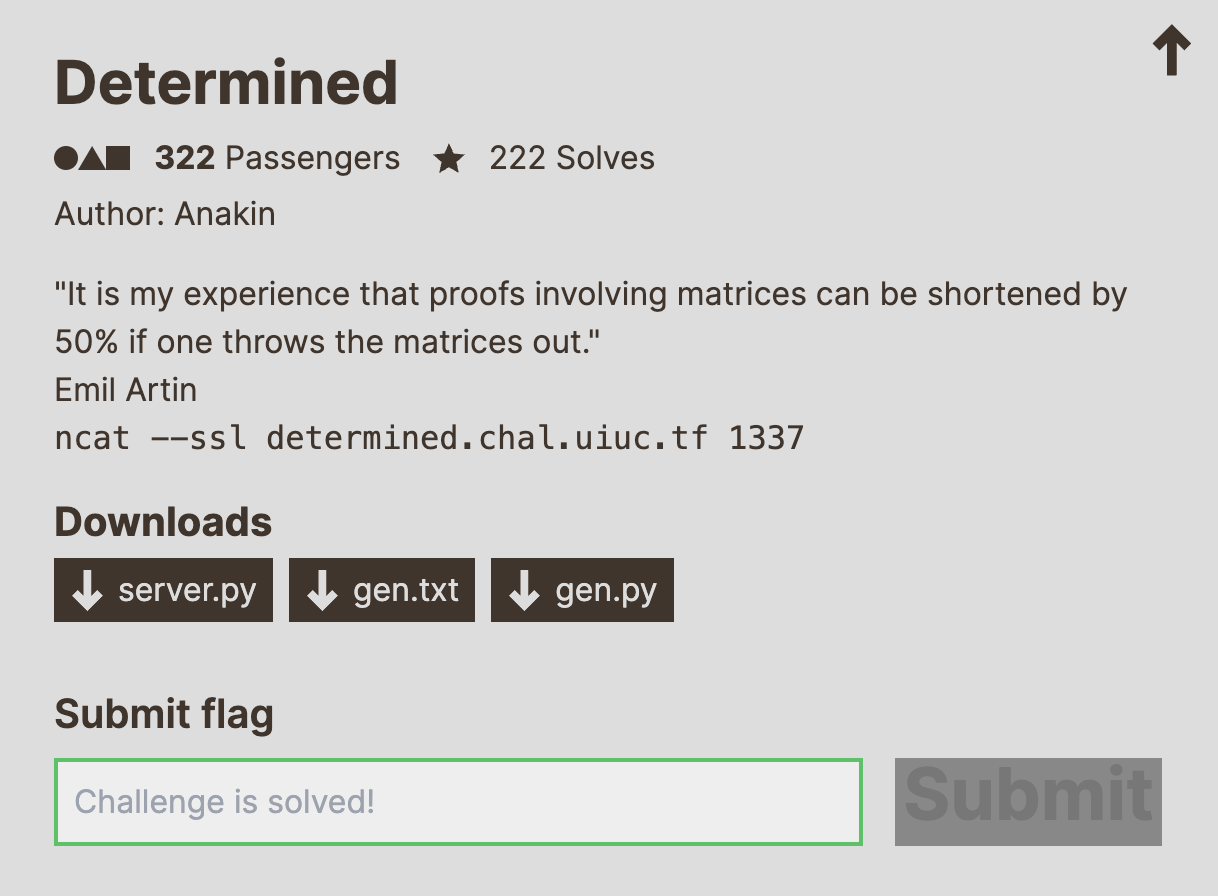 Determined
322 Passengers 222 Solves
Author: Anakin
"It is my experience that proofs involving matrices can be shortened by
50% if one throws the matrices out."
Emil Artin
ncat --ssl determined.chal.uiuc.tf 1337
Downloads
server.py gen.txt gen.py
Submit flag
Challenge is solved! Submit